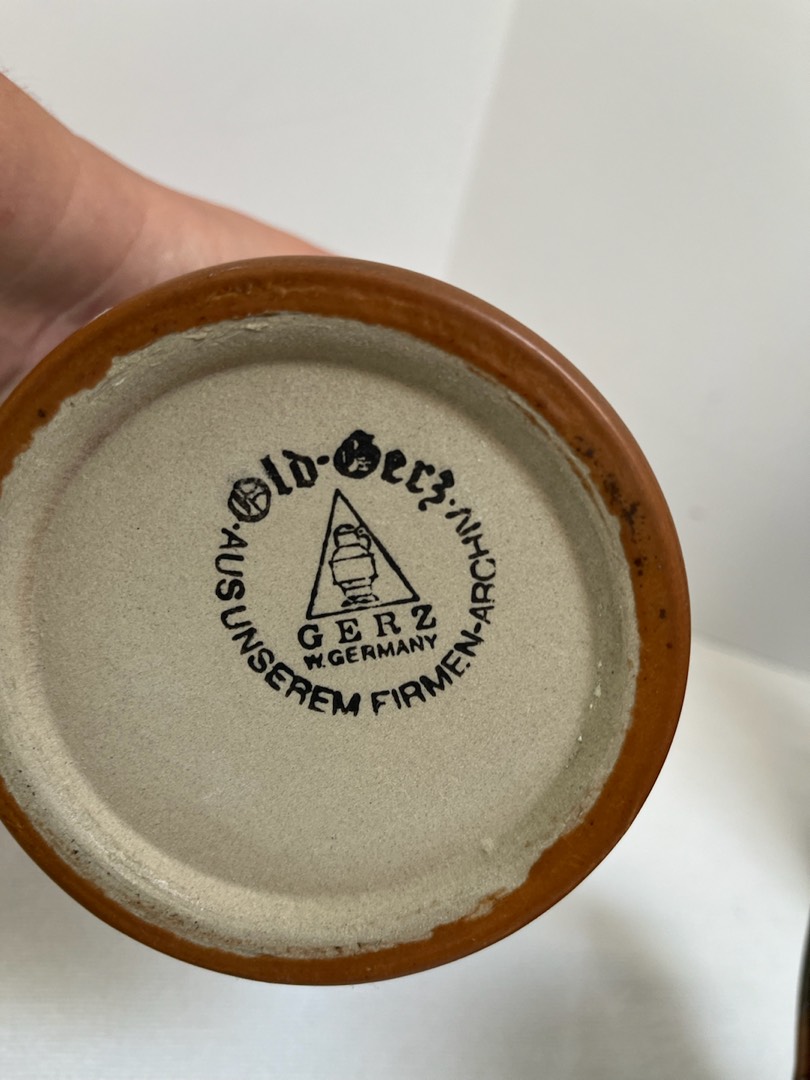 Old-Gerz
GERZ
W. GERMANY
AUS UNSEREM FIRMEN-ARCHIV